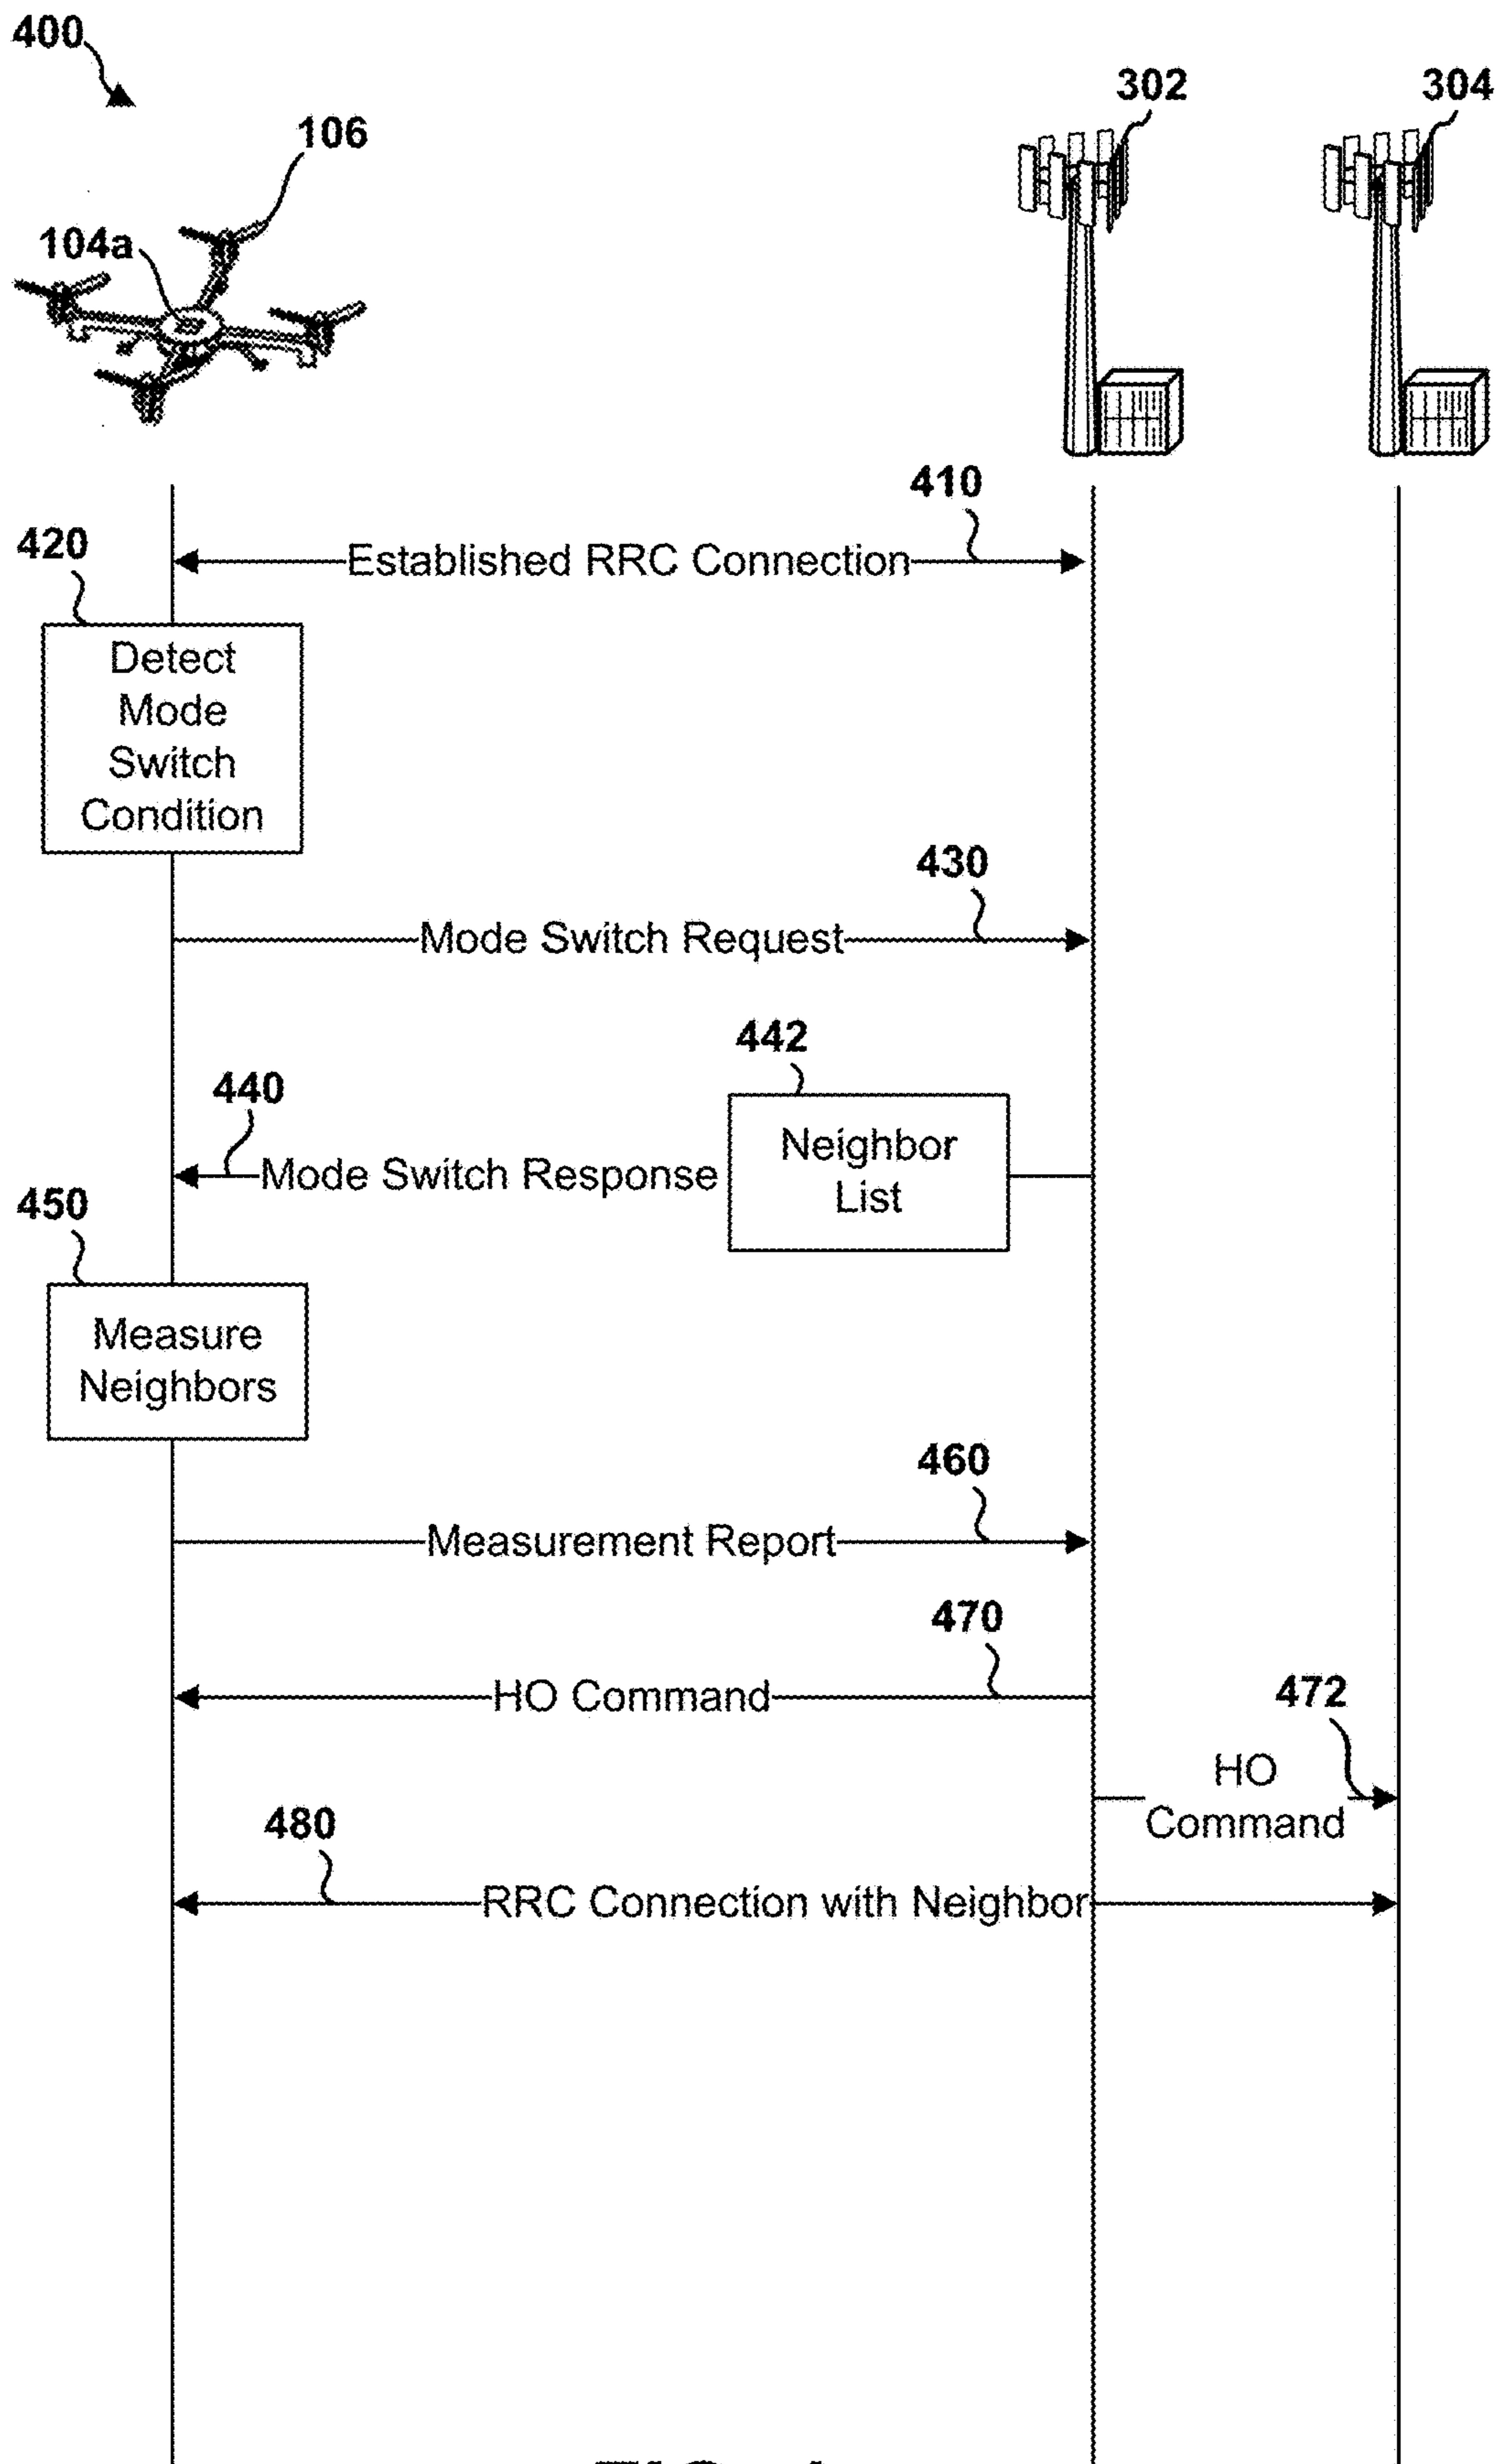 400
302
304
106
104a
410
420
Established RRC Connection
Detect
Mode
Switch
Condition
430
Mode Switch Request
442
440
Neighbor
List
Mode Switch Response
450
Measure
Neighbors
460
Measurement Report
470
HO Command
472
HO
Command
480
RRC Connection with Neighbor